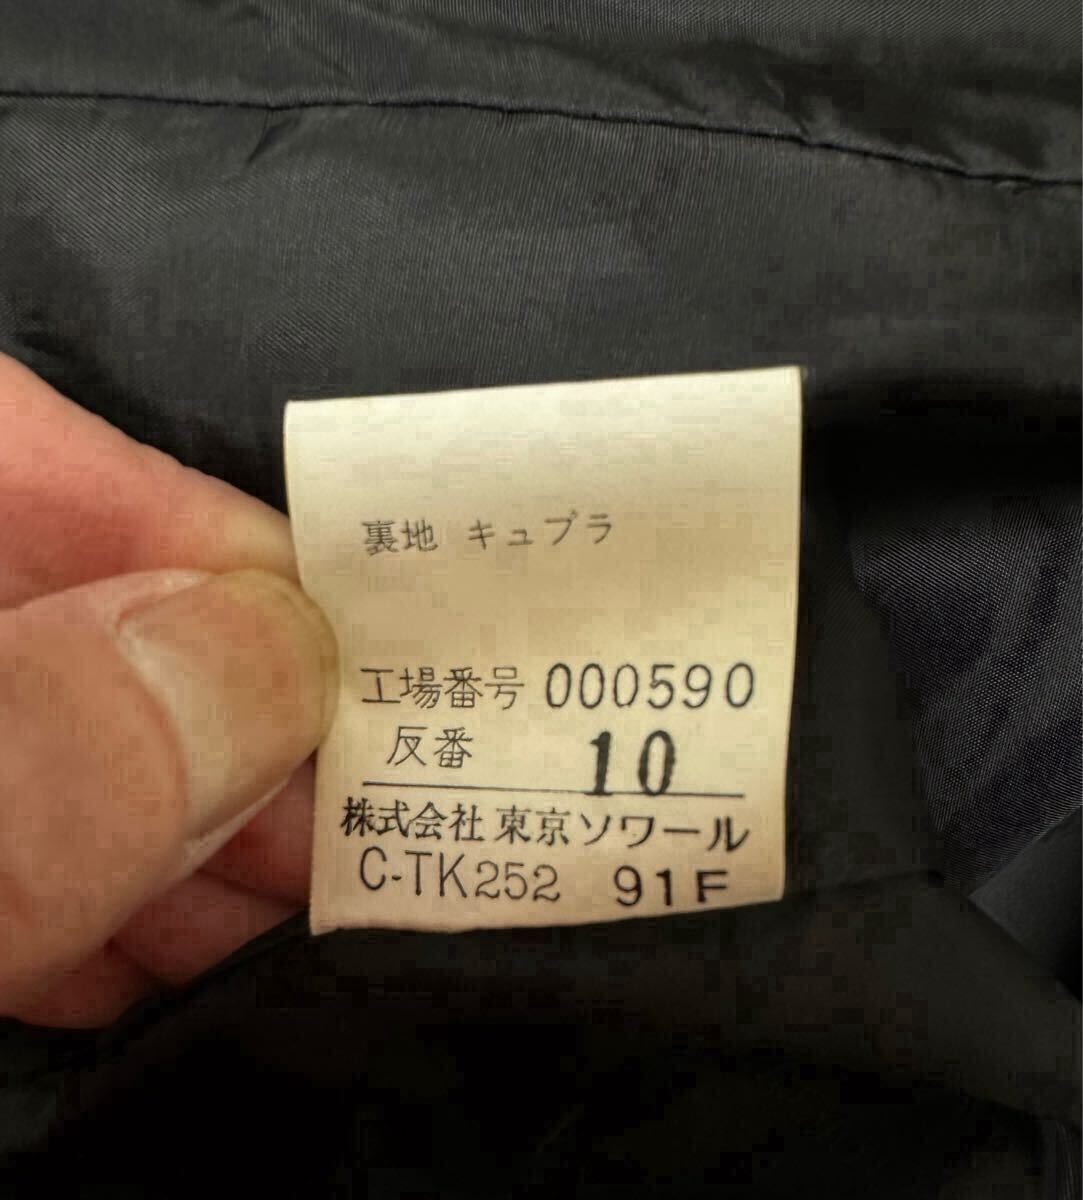 裏地 キュプラ
工場番号 000590
反番 10
株式会社 東京ソワール
C-TK252 91F